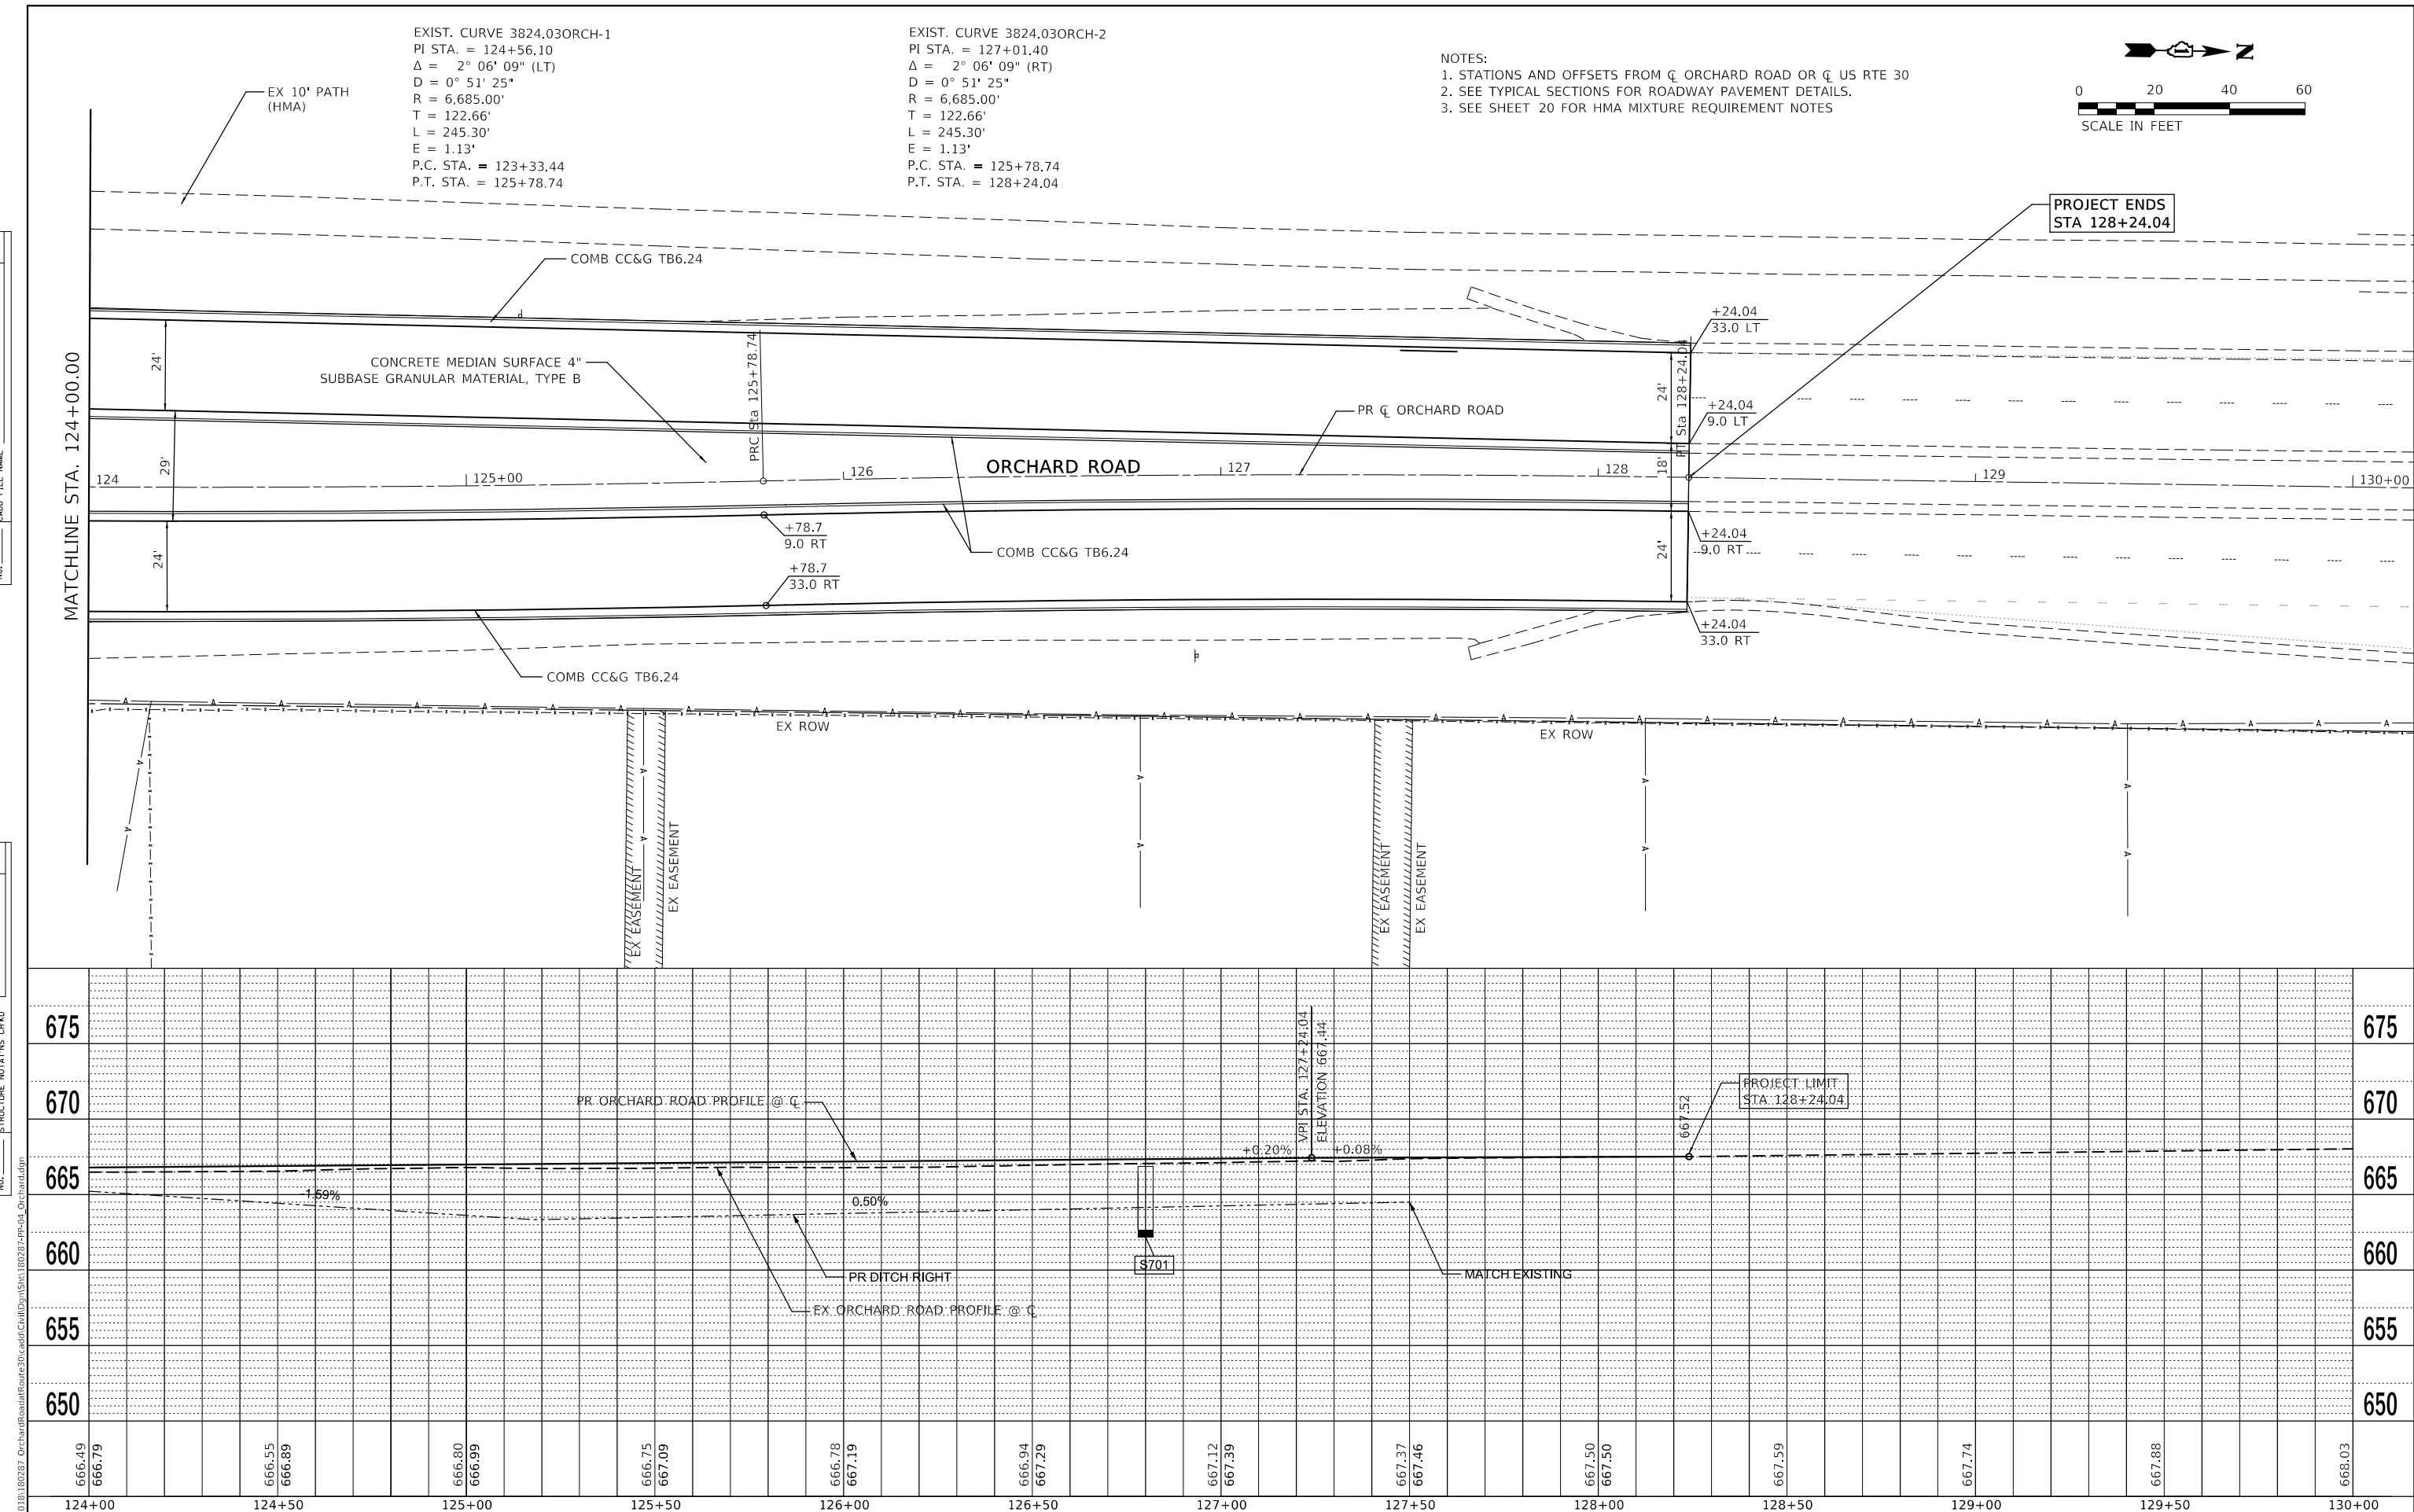 EXIST. CURVE 3824.03ORCH-1
PI STA. = 124+56.10
Δ = 2° 06' 09" (LT)
D = 0° 51' 25"
R = 6,685.00'
T = 122.66'
L = 245.30'
E = 1.13'
P.C. STA. = 123+33.44
P.T. STA. = 125+78.74
EXIST. CURVE 3824.03ORCH-2
PI STA. = 127+01.40
Δ = 2° 06' 09" (RT)
D = 0° 51' 25"
R = 6,685.00'
T = 122.66'
L = 245.30'
E = 1.13'
P.C. STA. = 125+78.74
P.T. STA. = 128+24.04
NOTES:
1. STATIONS AND OFFSETS FROM ℄ ORCHARD ROAD OR ℄ US RTE 30
2. SEE TYPICAL SECTIONS FOR ROADWAY PAVEMENT DETAILS.
3. SEE SHEET 20 FOR HMA MIXTURE REQUIREMENT NOTES
N
0 20 40 60
SCALE IN FEET
EX 10' PATH
(HMA)
PROJECT ENDS
STA 128+24.04
COMB CC&G TB6.24
+24.04
33.0 LT
MATCHLINE STA. 124+00.00
24'
CONCRETE MEDIAN SURFACE 4"
SUBBASE GRANULAR MATERIAL, TYPE B
PRC Sta 125+78.74
PT Sta 128+24.04
24'
PR ℄ ORCHARD ROAD
+24.04
9.0 LT
29'
18'
ORCHARD ROAD
124
125+00
126
127
128
129
130+00
+78.7
9.0 RT
COMB CC&G TB6.24
+24.04
9.0 RT
24'
24'
+78.7
33.0 RT
+24.04
33.0 RT
COMB CC&G TB6.24
EX ROW
EX ROW
EX EASEMENT
EX EASEMENT
EX EASEMENT
EX EASEMENT
675
675
670
670
665
665
660
660
655
655
650
650
PR ORCHARD ROAD PROFILE @ ℄
VPI STA. 127+24.04
ELEVATION 667.44
+0.20%
+0.08%
667.52
PROJECT LIMIT
STA 128+24.04
-1.59%
0.50%
S701
PR DITCH RIGHT
MATCH EXISTING
EX ORCHARD ROAD PROFILE @ ℄
666.49
666.79
666.55
666.89
666.80
666.99
666.75
667.09
666.78
667.19
666.94
667.29
667.12
667.39
667.37
667.46
667.50
667.50
667.59
667.74
667.88
668.03
124+00 124+50 125+00 125+50 126+00 126+50 127+00 127+50 128+00 128+50 129+00 129+50 130+00